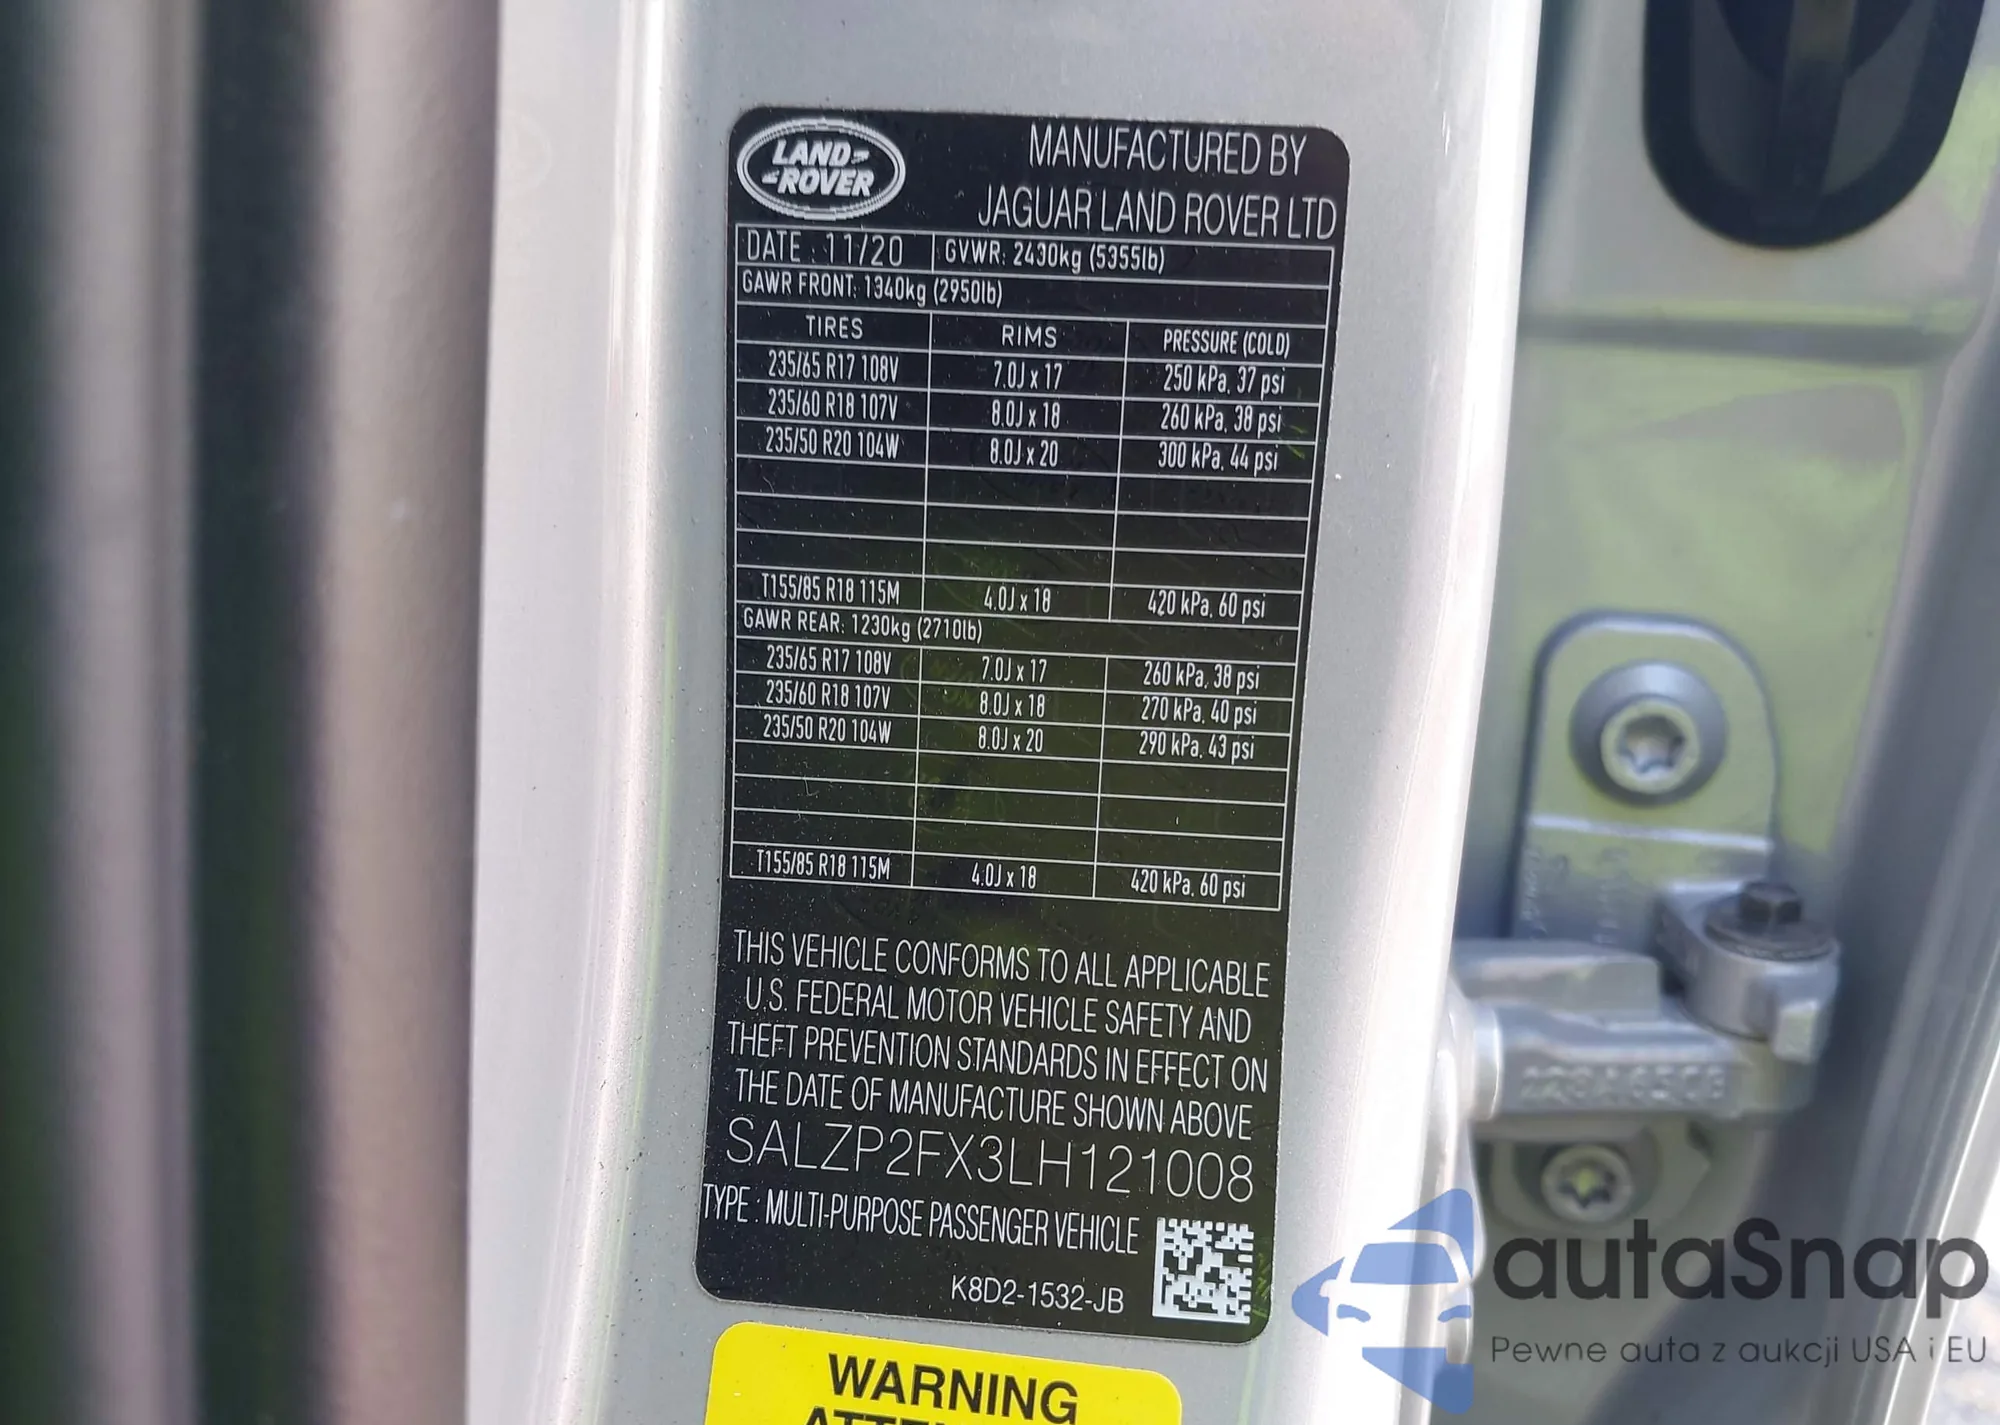 LAND ROVER
MANUFACTURED BY
JAGUAR LAND ROVER LTD
DATE : 11/20 GVWR: 2430kg (5355lb)
GAWR FRONT: 1340kg (2950lb)
TIRES RIMS PRESSURE (COLD)
235/65 R17 108V 7.0J x 17 250 kPa, 37 psi
235/60 R18 107V 8.0J x 18 260 kPa, 38 psi
235/50 R20 104W 8.0J x 20 300 kPa, 44 psi
T155/85 R18 115M 4.0J x 18 420 kPa, 60 psi
GAWR REAR: 1230kg (2710lb)
235/65 R17 108V 7.0J x 17 260 kPa, 38 psi
235/60 R18 107V 8.0J x 18 270 kPa, 40 psi
235/50 R20 104W 8.0J x 20 290 kPa, 43 psi
T155/85 R18 115M 4.0J x 18 420 kPa, 60 psi
THIS VEHICLE CONFORMS TO ALL APPLICABLE
U.S. FEDERAL MOTOR VEHICLE SAFETY AND
THEFT PREVENTION STANDARDS IN EFFECT ON
THE DATE OF MANUFACTURE SHOWN ABOVE
SALZP2FX3LH121008
TYPE : MULTI-PURPOSE PASSENGER VEHICLE
K8D2-1532-JB
WARNING
autaSnap
Pewne auta z aukcji USA i EU